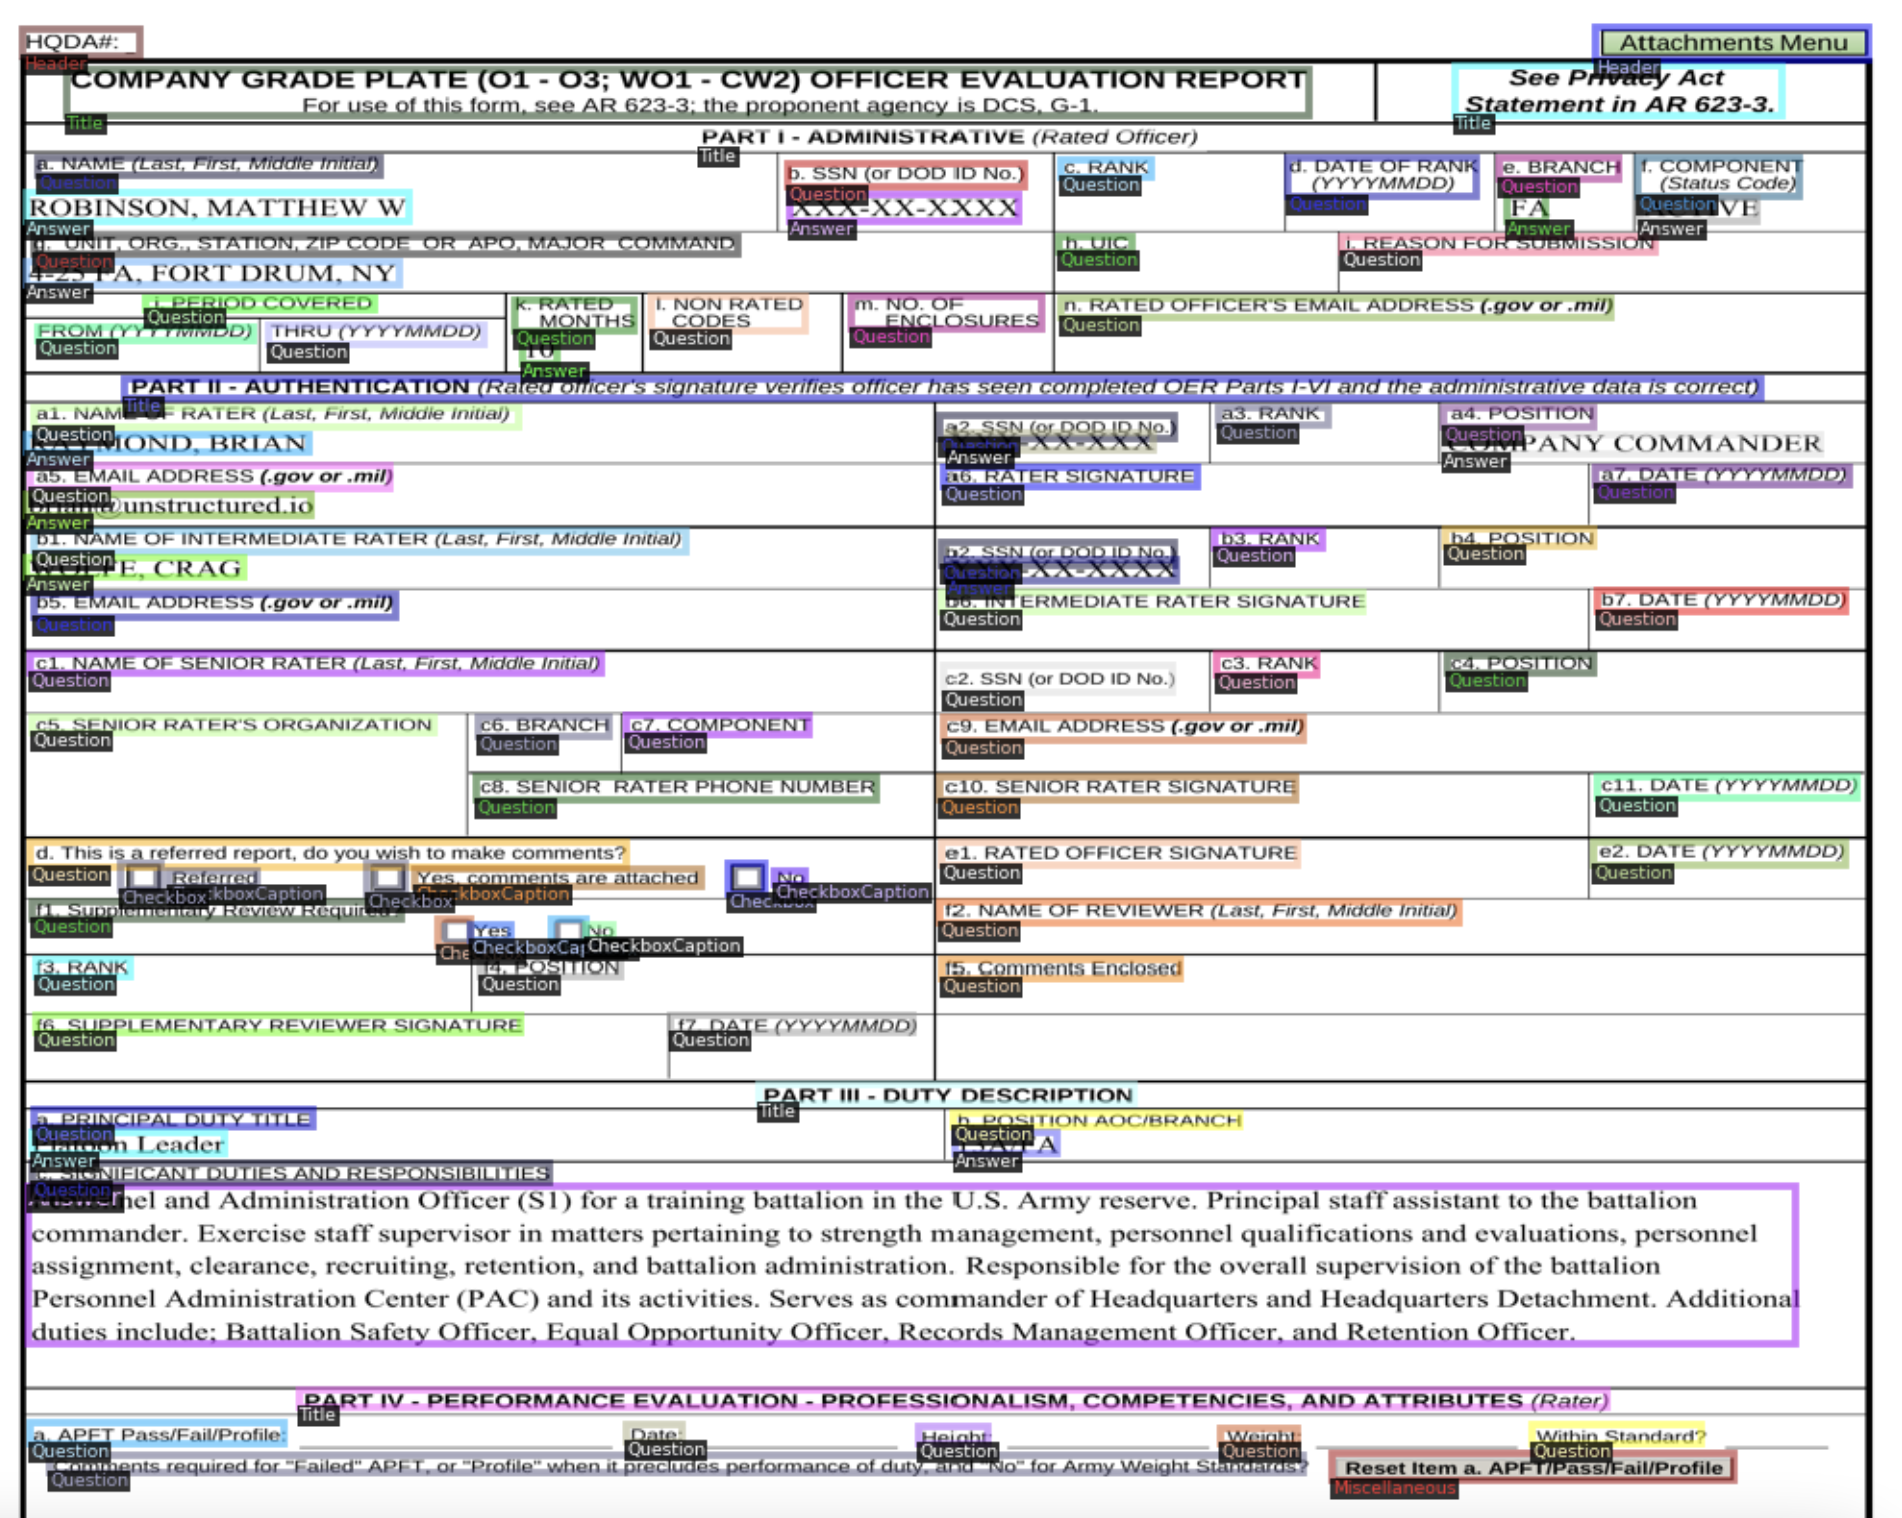 HQDA#:
Header
Attachments Menu
Header
COMPANY GRADE PLATE (O1 - O3; WO1 - CW2) OFFICER EVALUATION REPORT
For use of this form, see AR 623-3; the proponent agency is DCS, G-1.
Title
See Privacy Act
Statement in AR 623-3.
Title
PART I - ADMINISTRATIVE (Rated Officer)
Title
a. NAME (Last, First, Middle Initial)
Question
ROBINSON, MATTHEW W
Answer
b. SSN (or DOD ID No.)
Question
XXX-XX-XXXX
Answer
c. RANK
Question
d. DATE OF RANK
(YYYYMMDD)
Question
e. BRANCH
Question
FA
Answer
f. COMPONENT
(Status Code)
Question
Answer
g. UNIT, ORG., STATION, ZIP CODE OR APO, MAJOR COMMAND
Question
4-25 FA, FORT DRUM, NY
Answer
h. UIC
Question
i. REASON FOR SUBMISSION
Question
j. PERIOD COVERED
Question
FROM (YYYYMMDD)
Question
THRU (YYYYMMDD)
Question
k. RATED
MONTHS
Question
10
Answer
l. NON RATED
CODES
Question
m. NO. OF
ENCLOSURES
Question
n. RATED OFFICER'S EMAIL ADDRESS (.gov or .mil)
Question
PART II - AUTHENTICATION (Rated officer's signature verifies officer has seen completed OER Parts I-VI and the administrative data is correct)
Title
a1. NAME OF RATER (Last, First, Middle Initial)
Question
BRIAN
Answer
a2. SSN (or DOD ID No.)
Question
Answer
a3. RANK
Question
a4. POSITION
Question
COMPANY COMMANDER
Answer
a5. EMAIL ADDRESS (.gov or .mil)
Question
brian@unstructured.io
Answer
a6. RATER SIGNATURE
Question
a7. DATE (YYYYMMDD)
Question
b1. NAME OF INTERMEDIATE RATER (Last, First, Middle Initial)
Question
CRAG
Answer
b2. SSN (or DOD ID No.)
Question
XXX-XX-XXXX
Answer
b3. RANK
Question
b4. POSITION
Question
b5. EMAIL ADDRESS (.gov or .mil)
Question
b6. INTERMEDIATE RATER SIGNATURE
Question
b7. DATE (YYYYMMDD)
Question
c1. NAME OF SENIOR RATER (Last, First, Middle Initial)
Question
c2. SSN (or DOD ID No.)
Question
c3. RANK
Question
c4. POSITION
Question
c5. SENIOR RATER'S ORGANIZATION
Question
c6. BRANCH
Question
c7. COMPONENT
Question
c9. EMAIL ADDRESS (.gov or .mil)
Question
c8. SENIOR RATER PHONE NUMBER
Question
c10. SENIOR RATER SIGNATURE
Question
c11. DATE (YYYYMMDD)
Question
d. This is a referred report, do you wish to make comments?
Question
Referred
Checkbox
CheckboxCaption
Yes, comments are attached
Checkbox
CheckboxCaption
No
Checkbox
CheckboxCaption
e1. RATED OFFICER SIGNATURE
Question
e2. DATE (YYYYMMDD)
Question
f1. Supplementary Review Required?
Question
Yes
CheckboxCaption
No
CheckboxCaption
f2. NAME OF REVIEWER (Last, First, Middle Initial)
Question
f3. RANK
Question
f4. POSITION
Question
f5. Comments Enclosed
Question
f6. SUPPLEMENTARY REVIEWER SIGNATURE
Question
f7. DATE (YYYYMMDD)
Question
PART III - DUTY DESCRIPTION
Title
a. PRINCIPAL DUTY TITLE
Question
Platoon Leader
Answer
b. POSITION AOC/BRANCH
Question
Answer
c. SIGNIFICANT DUTIES AND RESPONSIBILITIES
Question
Answer
and Administration Officer (S1) for a training battalion in the U.S. Army reserve. Principal staff assistant to the battalion
commander. Exercise staff supervisor in matters pertaining to strength management, personnel qualifications and evaluations, personnel
assignment, clearance, recruiting, retention, and battalion administration. Responsible for the overall supervision of the battalion
Personnel Administration Center (PAC) and its activities. Serves as commander of Headquarters and Headquarters Detachment. Additional
duties include; Battalion Safety Officer, Equal Opportunity Officer, Records Management Officer, and Retention Officer.
PART IV - PERFORMANCE EVALUATION - PROFESSIONALISM, COMPETENCIES, AND ATTRIBUTES (Rater)
Title
a. APFT Pass/Fail/Profile:
Question
Date:
Question
Height:
Question
Weight:
Question
Within Standard?
Question
Comments required for "Failed" APFT, or "Profile" when it precludes performance of duty, and "No" for Army Weight Standards?
Question
Reset Item a. APFT/Pass/Fail/Profile
Miscellaneous